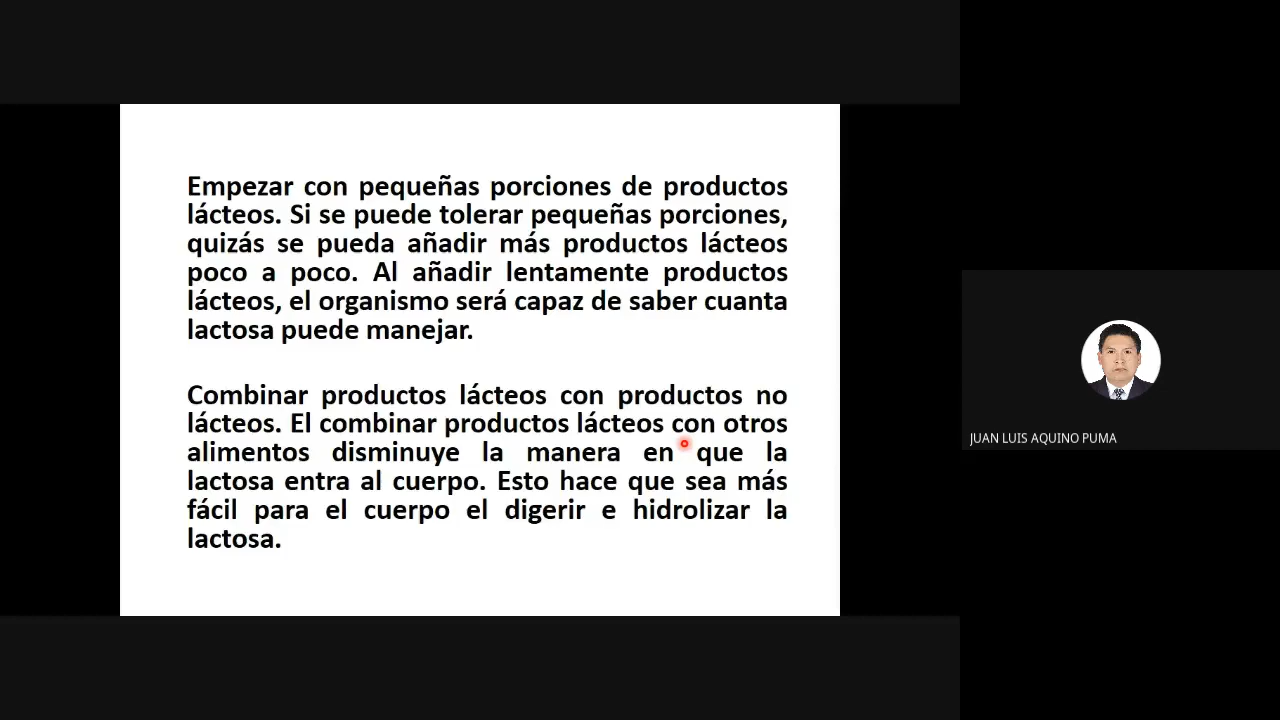 Empezar con pequeñas porciones de productos
lácteos. Si se puede tolerar pequeñas porciones,
quizás se pueda añadir más productos lácteos
poco a poco. Al añadir lentamente productos
lácteos, el organismo será capaz de saber cuanta
lactosa puede manejar.
Combinar productos lácteos con productos no
lácteos. El combinar productos lácteos con otros
alimentos disminuye la manera en que la
lactosa entra al cuerpo. Esto hace que sea más
fácil para el cuerpo el digerir e hidrolizar la
lactosa.
JUAN LUIS AQUINO PUMA